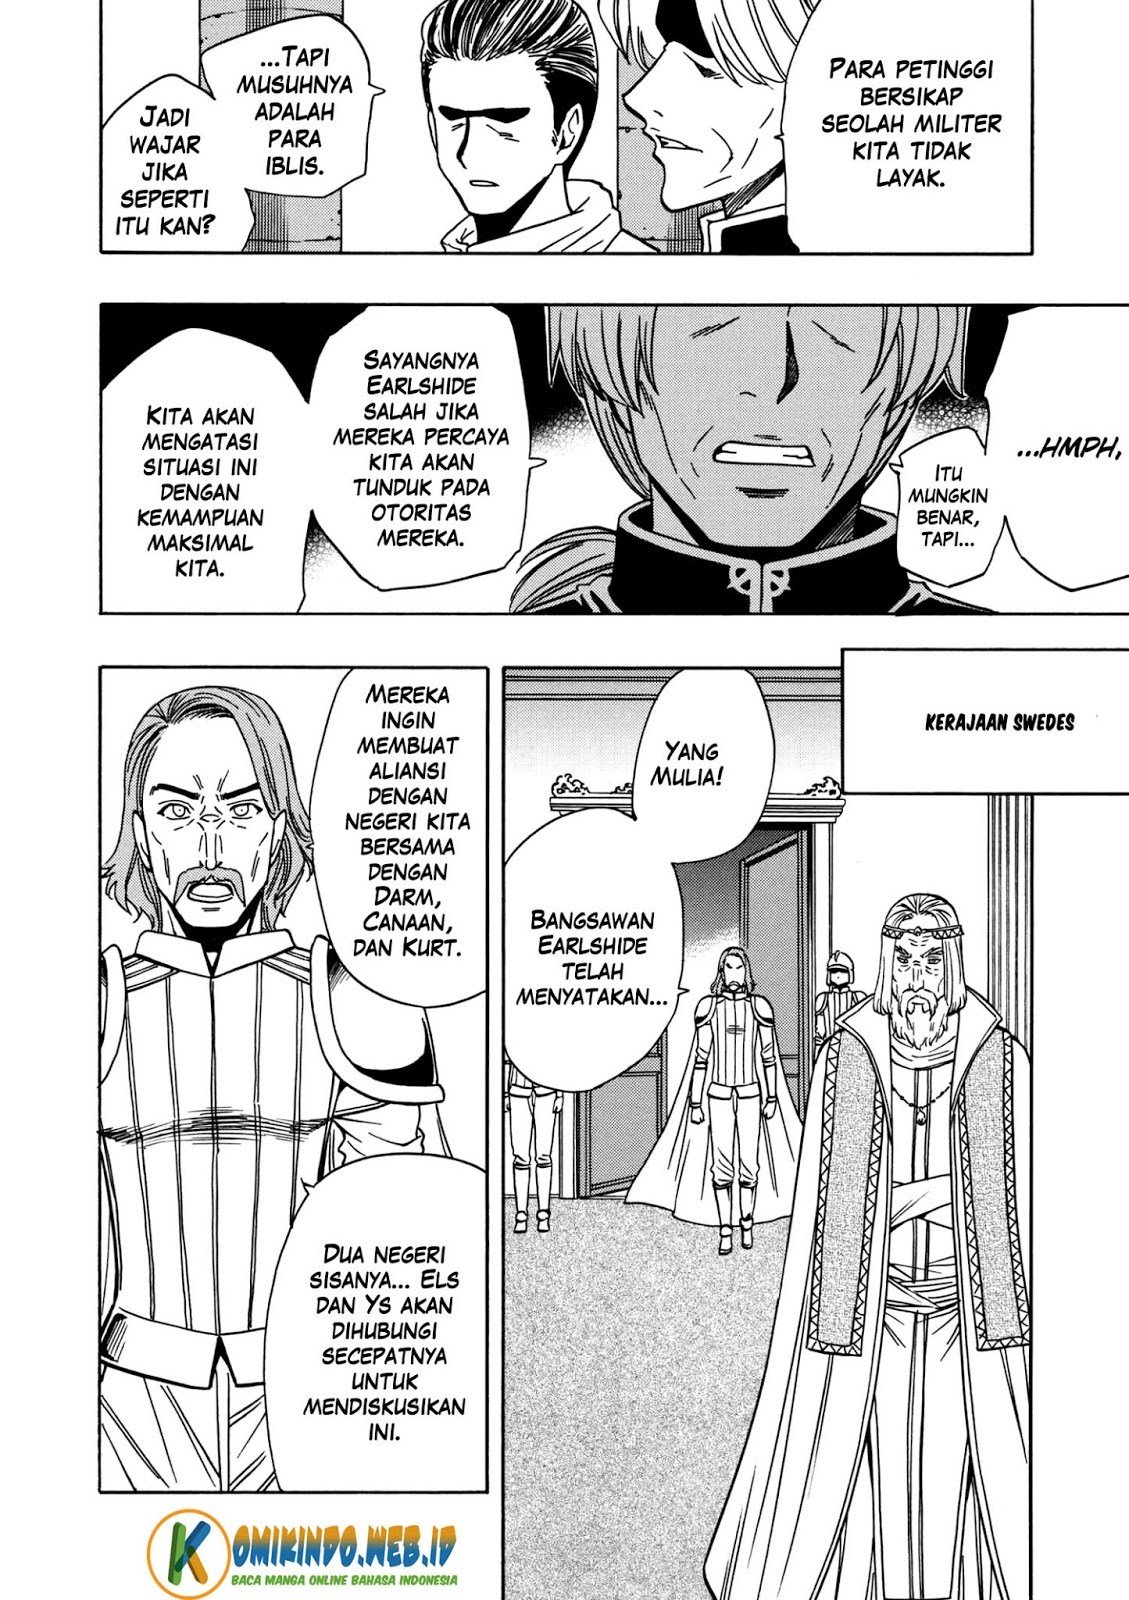 PARA PETINGGI
BERSIKAP
SEOLAH MILITER
KITA TIDAK
LAYAK.
...TAPI
MUSUHNYA
ADALAH
PARA
IBLIS.
JADI
WAJAR
JIKA
SEPERTI
ITU KAN?
...HMPH,
ITU
MUNGKIN
BENAR,
TAPI...
SAYANGNYA
EARLSHIDE
SALAH JIKA
MEREKA PERCAYA
KITA AKAN
TUNDUK PADA
OTORITAS
MEREKA.
KITA AKAN
MENGATASI
SITUASI INI
DENGAN
KEMAMPUAN
MAKSIMAL
KITA.
KERAJAAN SWEDES
YANG
MULIA!
BANGSAWAN
EARLSHIDE
TELAH
MENYATAKAN...
MEREKA
INGIN
MEMBUAT
ALIANSI
DENGAN
NEGERI KITA
BERSAMA
DENGAN
DARM,
CANAAN,
DAN KURT.
DUA NEGERI
SISANYA... ELS
DAN YS AKAN
DIHUBUNGI
SECEPATNYA
UNTUK
MENDISKUSIKAN
INI.
KOMIKINDO.WEB.ID
BACA MANGA ONLINE BAHASA INDONESIA